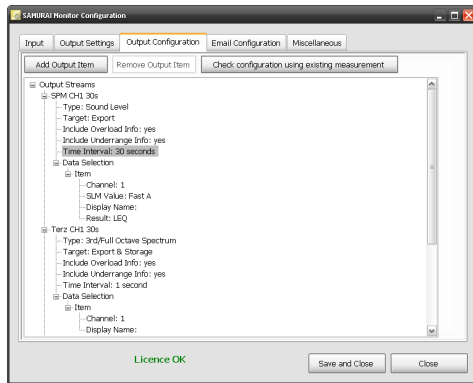 SAMURAI Monitor Configuration
Input
Output Settings
Output Configuration
Email Configuration
Miscellaneous
Add Output Item
Remove Output Item
Check configuration using existing measurement
Output Streams
SPM CH1 30s
Type: Sound Level
Target: Export
Include Overload Info: yes
Include Underrange Info: yes
Time Interval: 30 seconds
Data Selection
Item
Channel: 1
SLM Value: Fast A
Display Name:
Result: LEQ
Terz CH1 30s
Type: 3rd/Full Octave Spectrum
Target: Export & Storage
Include Overload Info: yes
Include Underrange Info: yes
Time Interval: 1 second
Data Selection
Item
Channel: 1
Display Name:
Licence OK
Save and Close
Close